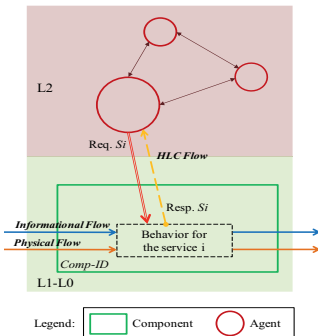 L2
Req. Si
HLC Flow
Resp. Si
Informational Flow
Physical Flow
Behavior for
the service i
Comp-ID
L1-L0
Legend: Component Agent